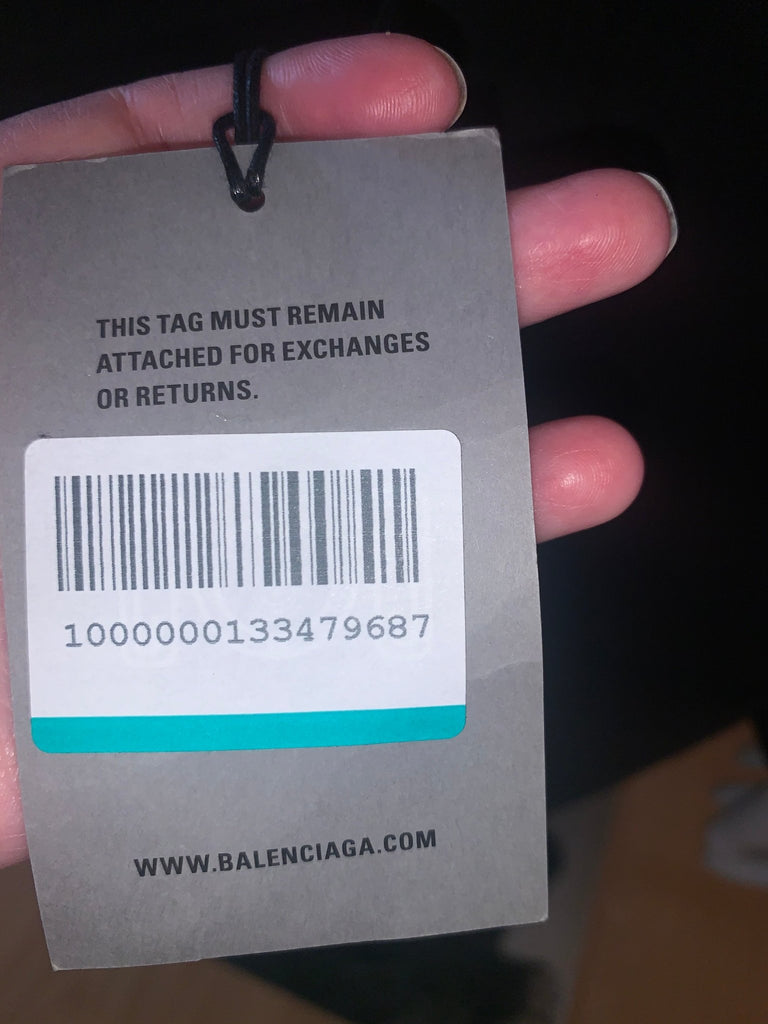 THIS TAG MUST REMAIN
ATTACHED FOR EXCHANGES
OR RETURNS.
1000000133479687
WWW.BALENCIAGA.COM